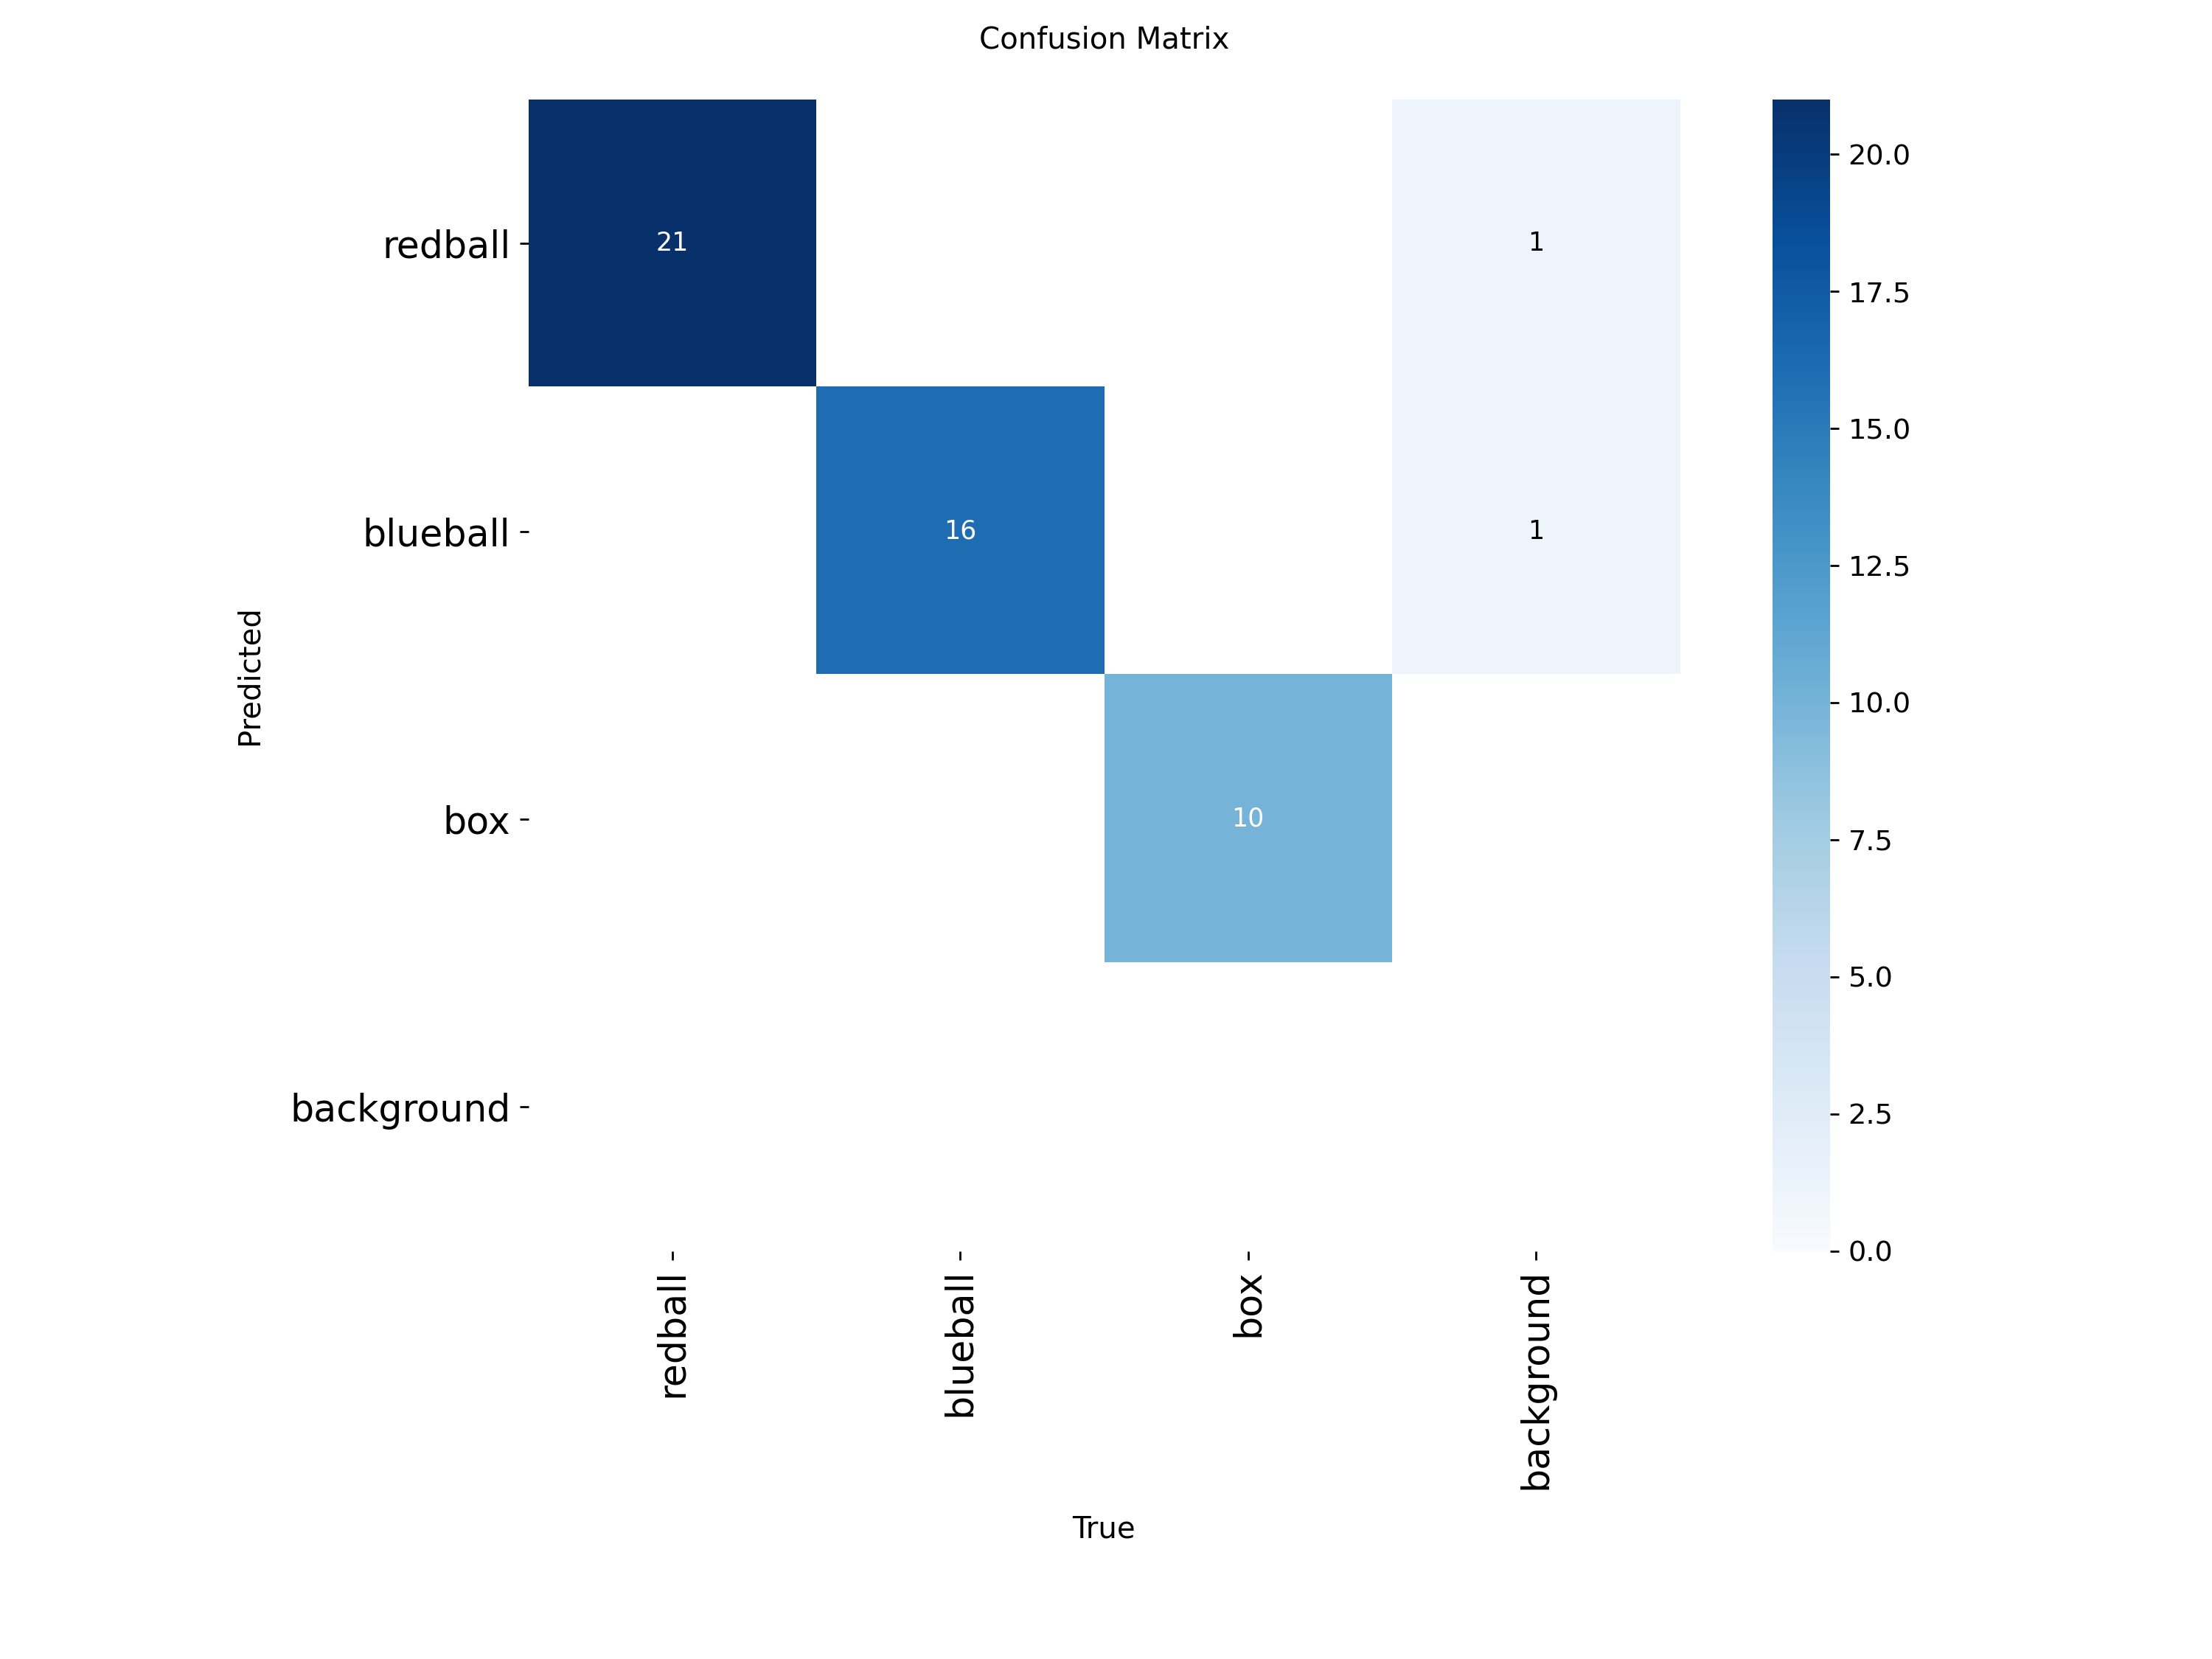 Confusion Matrix
redball
21
1
blueball
16
1
box
10
background
Predicted
redball
blueball
box
background
True
20.0
17.5
15.0
12.5
10.0
7.5
5.0
2.5
0.0